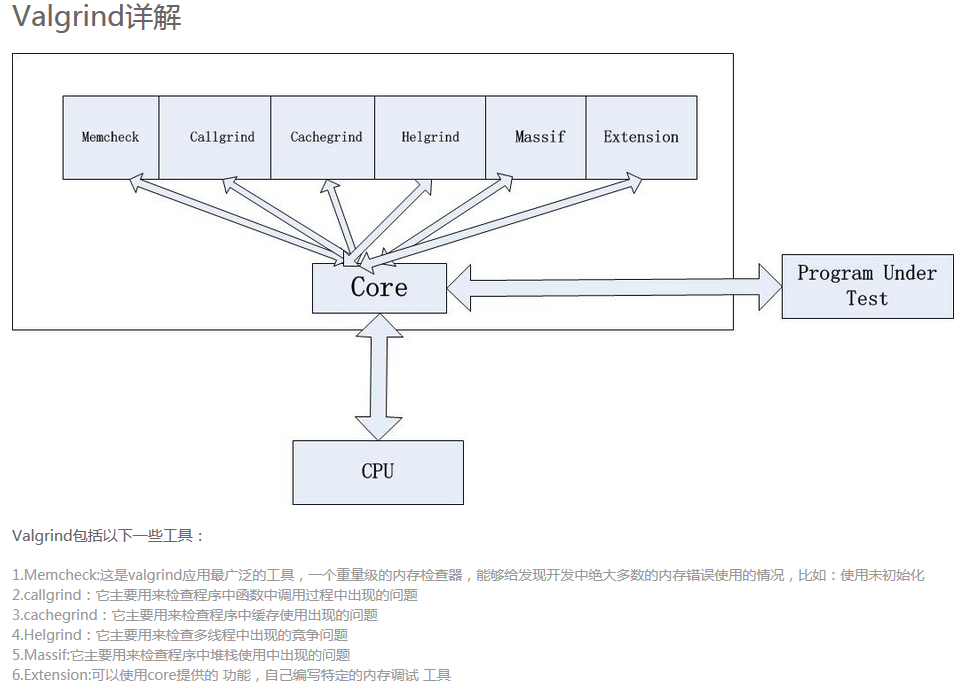 Valgrind详解
Memcheck
Callgrind
Cachegrind
Helgrind
Massif
Extension
Core
Program Under
Test
CPU
Valgrind包括以下一些工具：
1.Memcheck:这是valgrind应用最广泛的工具，一个重量级的内存检查器，能够给发现开发中绝大多数的内存错误使用的情况，比如：使用未初始化
2.callgrind：它主要用来检查程序中函数中调用过程中出现的问题
3.cachegrind：它主要用来检查程序中缓存使用出现的问题
4.Helgrind：它主要用来检查多线程中出现的竞争问题
5.Massif:它主要用来检查程序中堆栈使用中出现的问题
6.Extension:可以使用core提供的 功能，自己编写特定的内存调试 工具